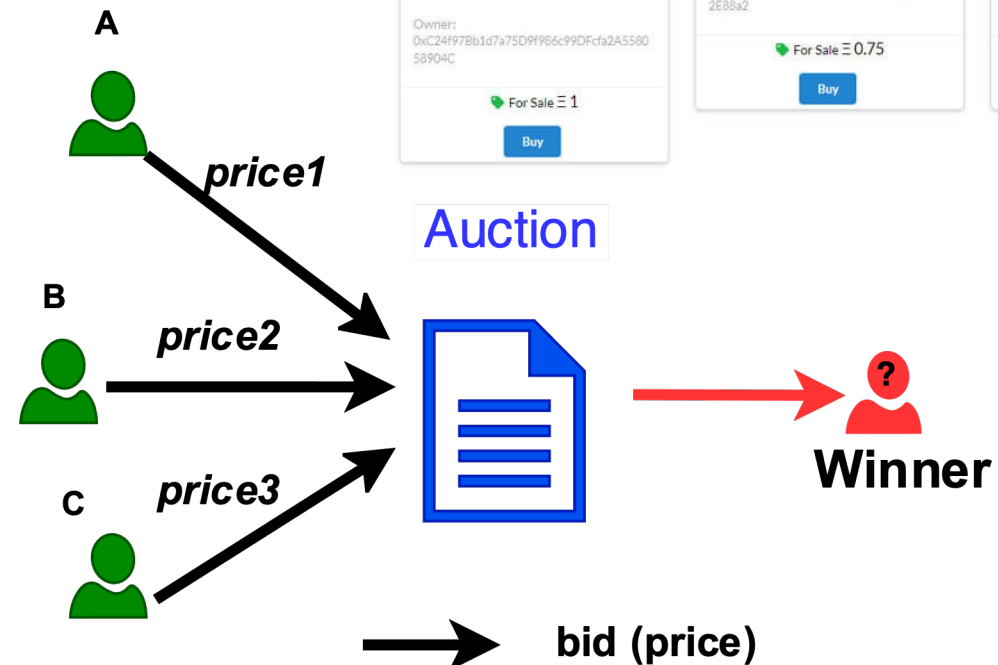 A
Owner:
0xC24f97Bb1d7a75D9f986c99DFcfa2A5580
58904C
For Sale Ξ 1
Buy
2E88a2
For Sale Ξ 0.75
Buy
price1
Auction
B
price2
?
Winner
C
price3
bid (price)